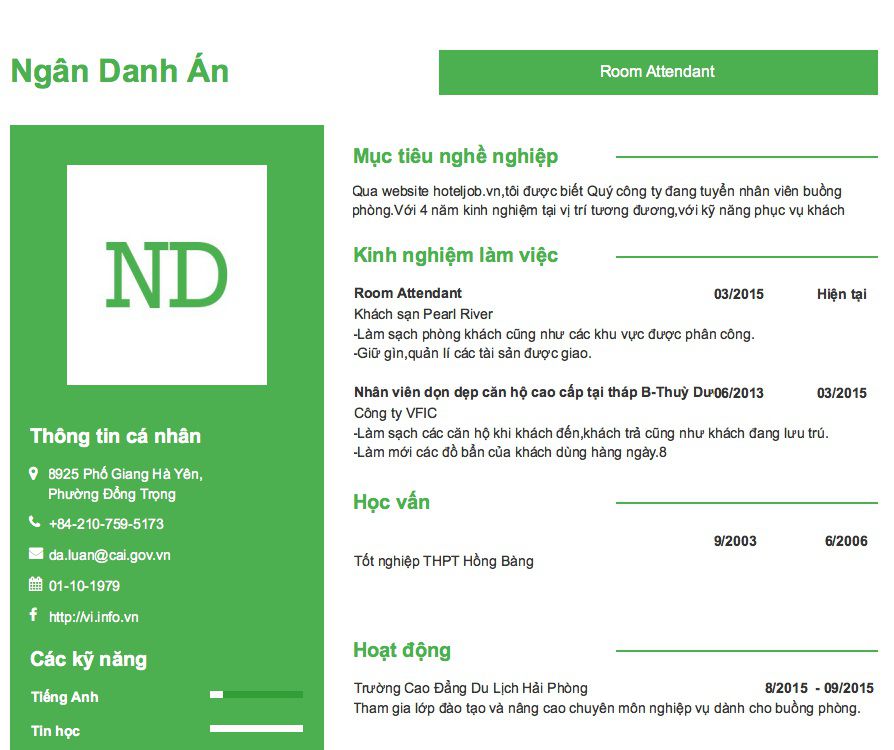 Ngân Danh Án
Room Attendant
ND
Thông tin cá nhân
8925 Phố Giang Hà Yên,
Phường Đổng Trọng
+84-210-759-5173
da.luan@cai.gov.vn
01-10-1979
http://vi.info.vn
Các kỹ năng
Tiếng Anh
Tin học
Mục tiêu nghề nghiệp
Qua website hoteljob.vn,tôi được biết Quý công ty đang tuyển nhân viên buồng
phòng.Với 4 năm kinh nghiệm tại vị trí tương đương,với kỹ năng phục vụ khách
Kinh nghiệm làm việc
Room Attendant 03/2015 Hiện tại
Khách sạn Pearl River
-Làm sạch phòng khách cũng như các khu vực được phân công.
-Giữ gìn,quản lí các tài sản được giao.
Nhân viên dọn dẹp căn hộ cao cấp tại tháp B-Thuỳ Dư 06/2013 03/2015
Công ty VFIC
-Làm sạch các căn hộ khi khách đến,khách trả cũng như khách đang lưu trú.
-Làm mới các đồ bẩn của khách dùng hàng ngày.8
Học vấn
9/2003 6/2006
Tốt nghiệp THPT Hồng Bàng
Hoạt động
Trường Cao Đẳng Du Lịch Hải Phòng 8/2015 - 09/2015
Tham gia lớp đào tạo và nâng cao chuyên môn nghiệp vụ dành cho buồng phòng.